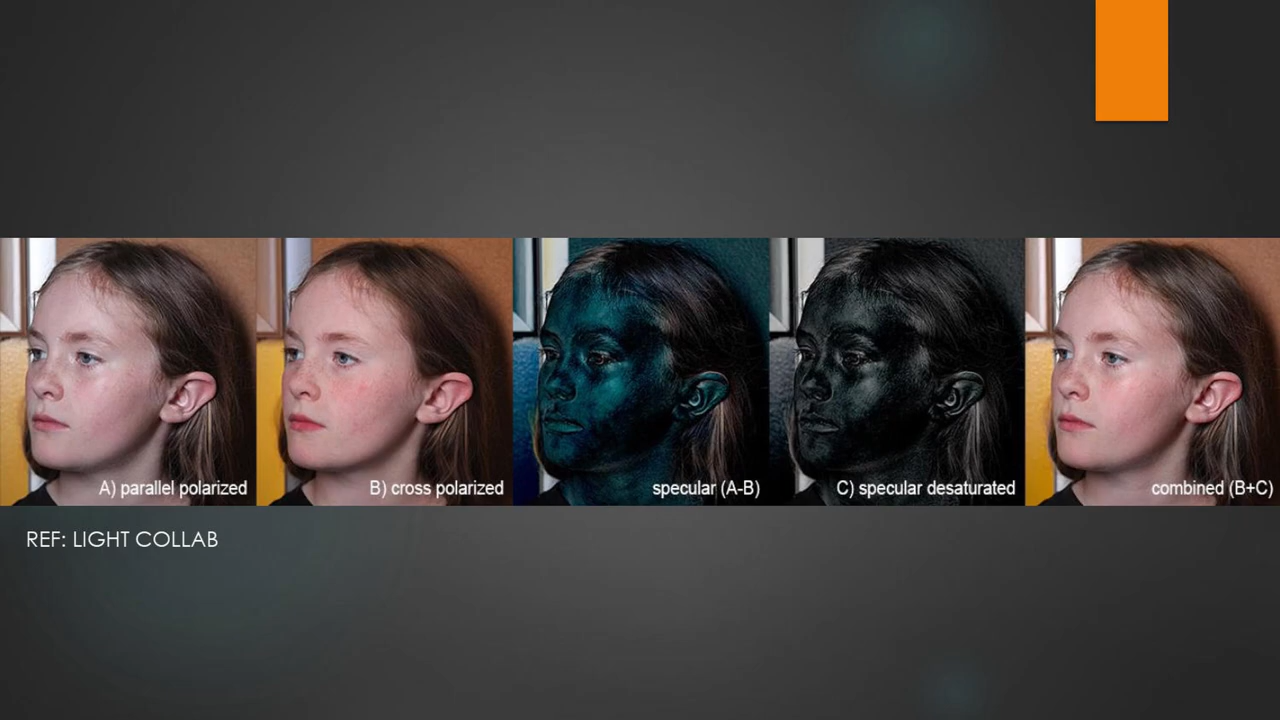 A) parallel polarized
B) cross polarized
specular (A-B)
C) specular desaturated
combined (B+C)
REF: LIGHT COLLAB